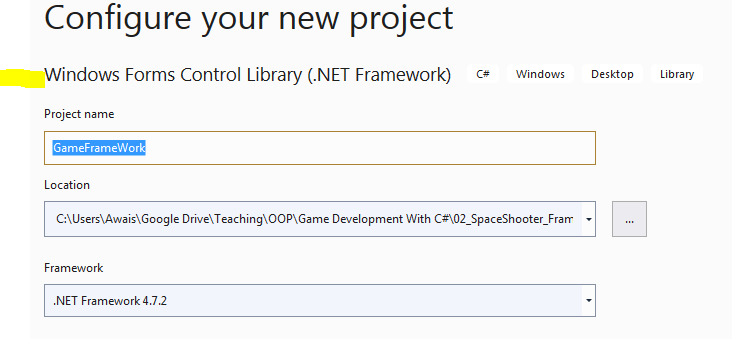 Configure your new project
Windows Forms Control Library (.NET Framework) C# Windows Desktop Library
Project name
GameFrameWork
Location
C:\Users\Awais\Google Drive\Teaching\OOP\Game Development With C#\02_SpaceShooter_Fram ...
Framework
.NET Framework 4.7.2